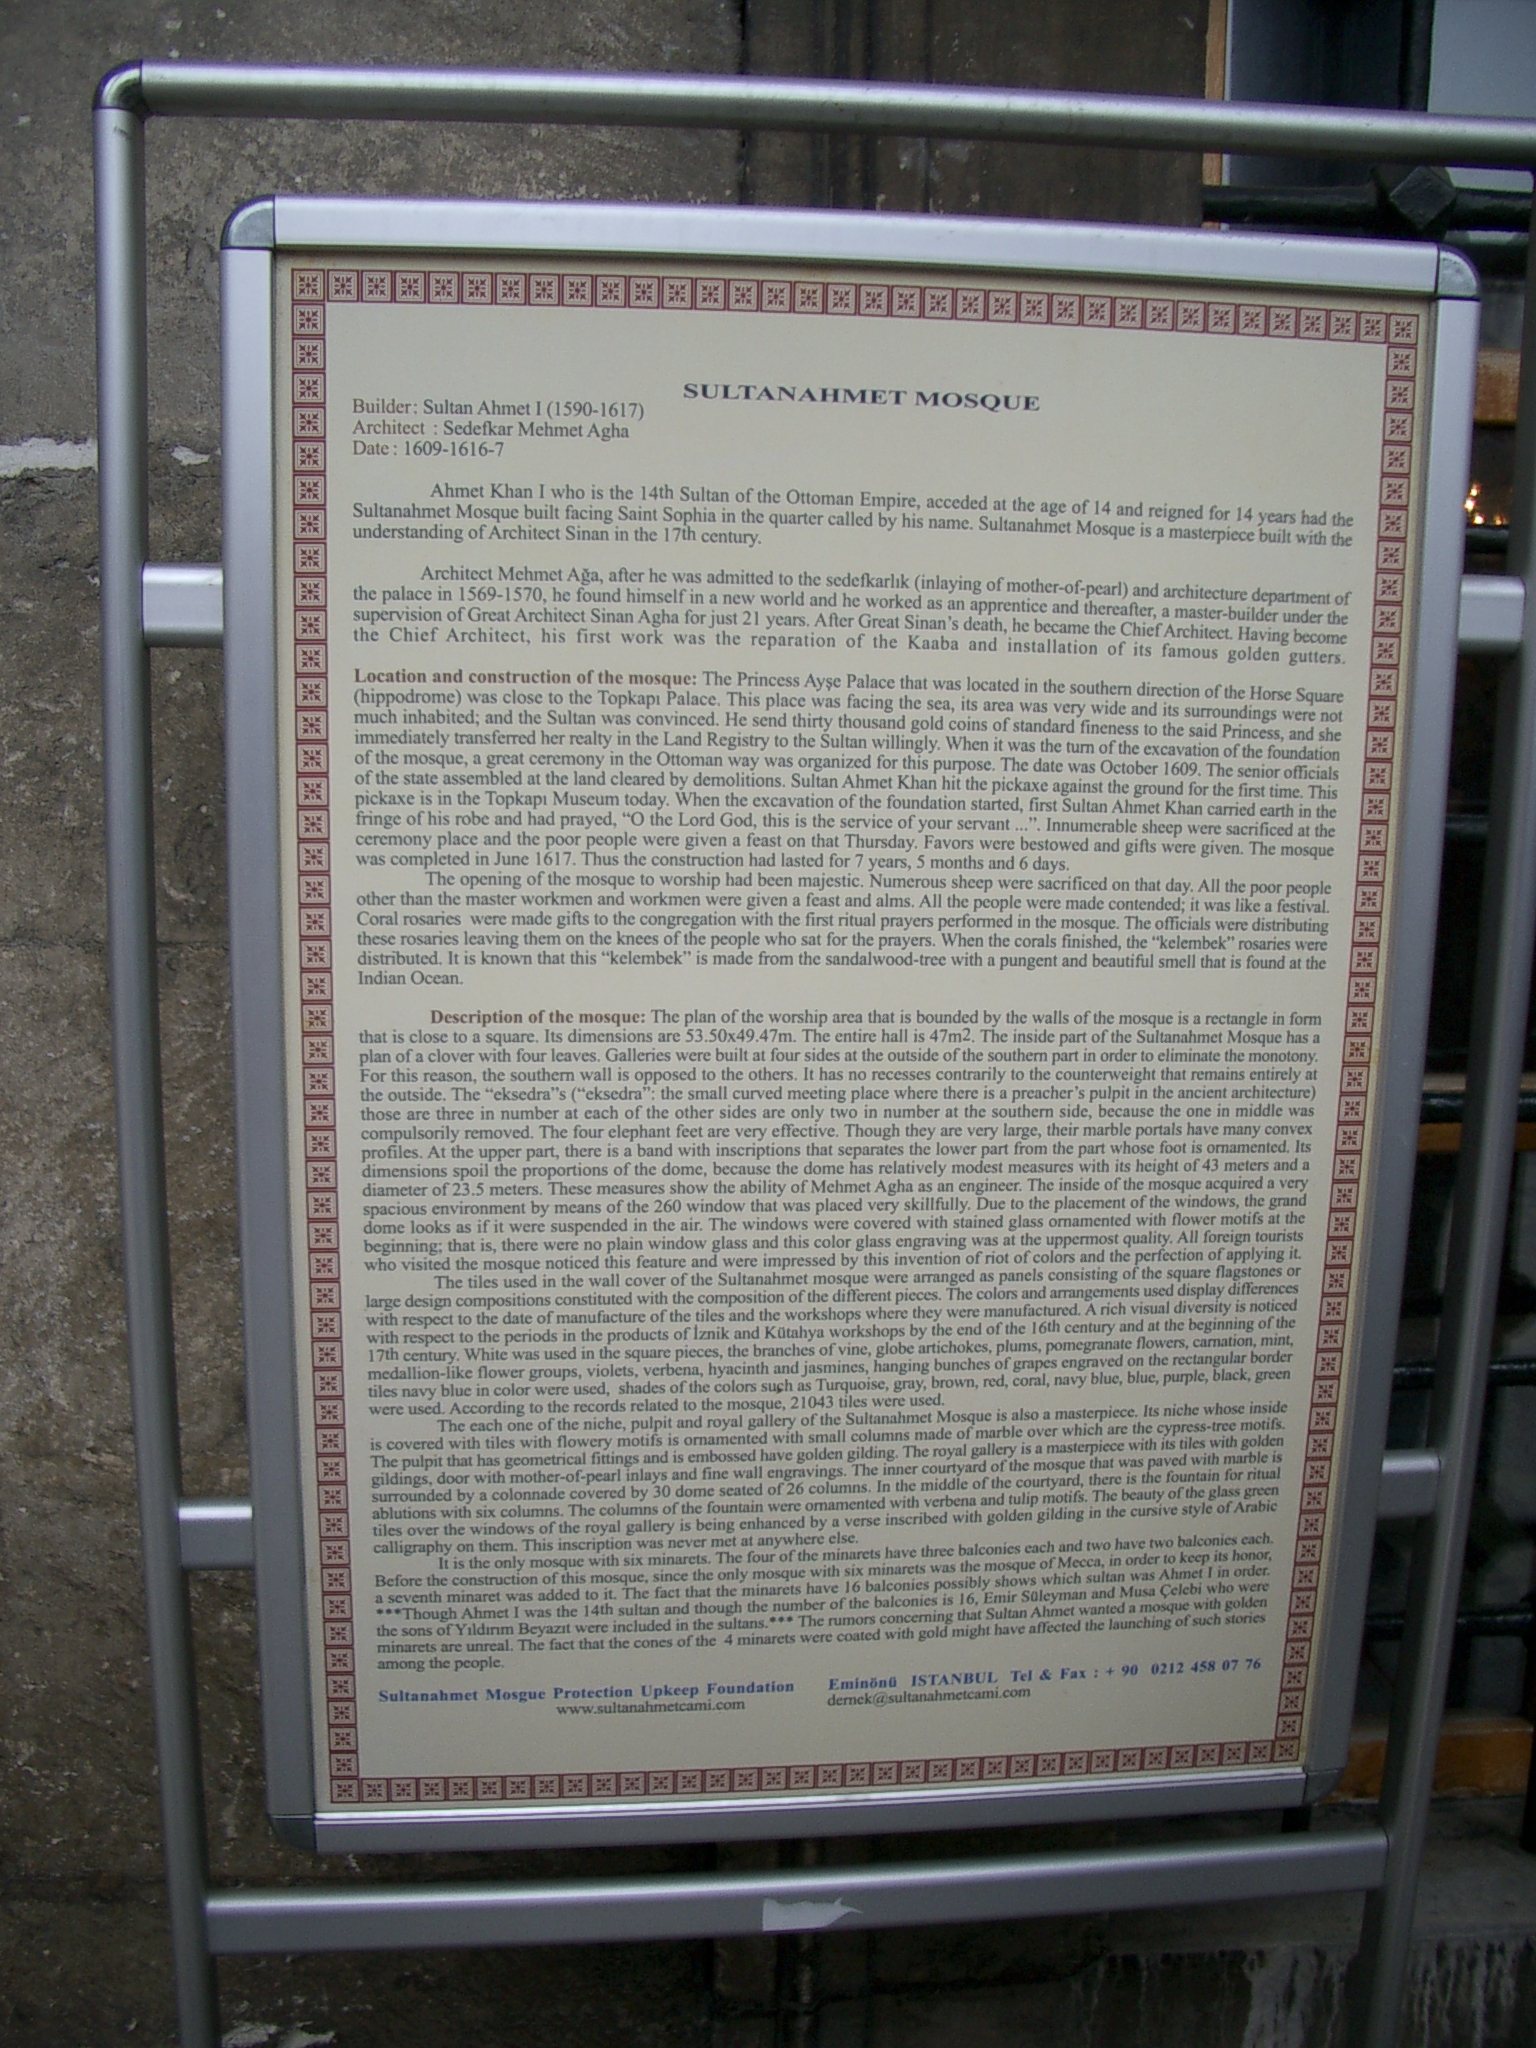 SULTANAHMET MOSQUE
Builder: Sultan Ahmet I (1590-1617)
Architect : Sedefkar Mehmet Agha
Date : 1609-1616-7
Ahmet Khan I who is the 14th Sultan of the Ottoman Empire, acceded at the age of 14 and reigned for 14 years had the
Sultanahmet Mosque built facing Saint Sophia in the quarter called by his name. Sultanahmet Mosque is a masterpiece built with the
understanding of Architect Sinan in the 17th century.
Architect Mehmet Ağa, after he was admitted to the sedefkarlık (inlaying of mother-of-pearl) and architecture department of
the palace in 1569-1570, he found himself in a new world and he worked as an apprentice and thereafter, a master-builder under the
supervision of Great Architect Sinan Agha for just 21 years. After Great Sinan's death, he became the Chief Architect. Having become
the Chief Architect, his first work was the reparation of the Kaaba and installation of its famous golden gutters.
Location and construction of the mosque: The Princess Ayşe Palace that was located in the southern direction of the Horse Square
(hippodrome) was close to the Topkapı Palace. This place was facing the sea, its area was very wide and its surroundings were not
much inhabited; and the Sultan was convinced. He send thirty thousand gold coins of standard fineness to the said Princess, and she
immediately transferred her realty in the Land Registry to the Sultan willingly. When it was the turn of the excavation of the foundation
of the mosque, a great ceremony in the Ottoman way was organized for this purpose. The date was October 1609. The senior officials
of the state assembled at the land cleared by demolitions. Sultan Ahmet Khan hit the pickaxe against the ground for the first time. This
pickaxe is in the Topkapı Museum today. When the excavation of the foundation started, first Sultan Ahmet Khan carried earth in the
fringe of his robe and had prayed, “O the Lord God, this is the service of your servant ...”. Innumerable sheep were sacrificed at the
ceremony place and the poor people were given a feast on that Thursday. Favors were bestowed and gifts were given. The mosque
was completed in June 1617. Thus the construction had lasted for 7 years, 5 months and 6 days.
The opening of the mosque to worship had been majestic. Numerous sheep were sacrificed on that day. All the poor people
other than the master workmen and workmen were given a feast and alms. All the people were made contended; it was like a festival.
Coral rosaries were made gifts to the congregation with the first ritual prayers performed in the mosque. The officials were distributing
these rosaries leaving them on the knees of the people who sat for the prayers. When the corals finished, the “kelembek” rosaries were
distributed. It is known that this “kelembek” is made from the sandalwood-tree with a pungent and beautiful smell that is found at the
Indian Ocean.
Description of the mosque: The plan of the worship area that is bounded by the walls of the mosque is a rectangle in form
that is close to a square. Its dimensions are 53.50x49.47m. The entire hall is 47m2. The inside part of the Sultanahmet Mosque has a
plan of a clover with four leaves. Galleries were built at four sides at the outside of the southern part in order to eliminate the monotony.
For this reason, the southern wall is opposed to the others. It has no recesses contrarily to the counterweight that remains entirely at
the outside. The “eksedra”s (“eksedra”: the small curved meeting place where there is a preacher's pulpit in the ancient architecture)
those are three in number at each of the other sides are only two in number at the southern side, because the one in middle was
compulsorily removed. The four elephant feet are very effective. Though they are very large, their marble portals have many convex
profiles. At the upper part, there is a band with inscriptions that separates the lower part from the part whose foot is ornamented. Its
dimensions spoil the proportions of the dome, because the dome has relatively modest measures with its height of 43 meters and a
diameter of 23.5 meters. These measures show the ability of Mehmet Agha as an engineer. The inside of the mosque acquired a very
spacious environment by means of the 260 window that was placed very skillfully. Due to the placement of the windows, the grand
dome looks as if it were suspended in the air. The windows were covered with stained glass ornamented with flower motifs at the
beginning; that is, there were no plain window glass and this color glass engraving was at the uppermost quality. All foreign tourists
who visited the mosque noticed this feature and were impressed by this invention of riot of colors and the perfection of applying it.
The tiles used in the wall cover of the Sultanahmet mosque were arranged as panels consisting of the square flagstones or
large design compositions constituted with the composition of the different pieces. The colors and arrangements used display differences
with respect to the date of manufacture of the tiles and the workshops where they were manufactured. A rich visual diversity is noticed
with respect to the periods in the products of İznik and Kütahya workshops by the end of the 16th century and at the beginning of the
17th century. White was used in the square pieces, the branches of vine, globe artichokes, plums, pomegranate flowers, carnation, mint,
medallion-like flower groups, violets, verbena, hyacinth and jasmines, hanging bunches of grapes engraved on the rectangular border
tiles navy blue in color were used, shades of the colors such as Turquoise, gray, brown, red, coral, navy blue, blue, purple, black, green
were used. According to the records related to the mosque, 21043 tiles were used.
The each one of the niche, pulpit and royal gallery of the Sultanahmet Mosque is also a masterpiece. Its niche whose inside
is covered with tiles with flowery motifs is ornamented with small columns made of marble over which are the cypress-tree motifs.
The pulpit that has geometrical fittings and is embossed have golden gilding. The royal gallery is a masterpiece with its tiles with golden
gildings, door with mother-of-pearl inlays and fine wall engravings. The inner courtyard of the mosque that was paved with marble is
surrounded by a colonnade covered by 30 dome seated of 26 columns. In the middle of the courtyard, there is the fountain for ritual
ablutions with six columns. The columns of the fountain were ornamented with verbena and tulip motifs. The beauty of the glass green
tiles over the windows of the royal gallery is being enhanced by a verse inscribed with golden gilding in the cursive style of Arabic
calligraphy on them. This inscription was never met at anywhere else.
It is the only mosque with six minarets. The four of the minarets have three balconies each and two have two balconies each.
Before the construction of this mosque, since the only mosque with six minarets was the mosque of Mecca, in order to keep its honor,
a seventh minaret was added to it. The fact that the minarets have 16 balconies possibly shows which sultan was Ahmet I in order.
***Though Ahmet I was the 14th sultan and though the number of the balconies is 16, Emir Süleyman and Musa Çelebi who were
the sons of Yıldırım Beyazıt were included in the sultans.*** The rumors concerning that Sultan Ahmet wanted a mosque with golden
minarets are unreal. The fact that the cones of the 4 minarets were coated with gold might have affected the launching of such stories
among the people.
Sultanahmet Mosgue Protection Upkeep Foundation Eminönü ISTANBUL Tel & Fax : + 90 0212 458 07 76
www.sultanahmetcami.com dernek@sultanahmetcami.com